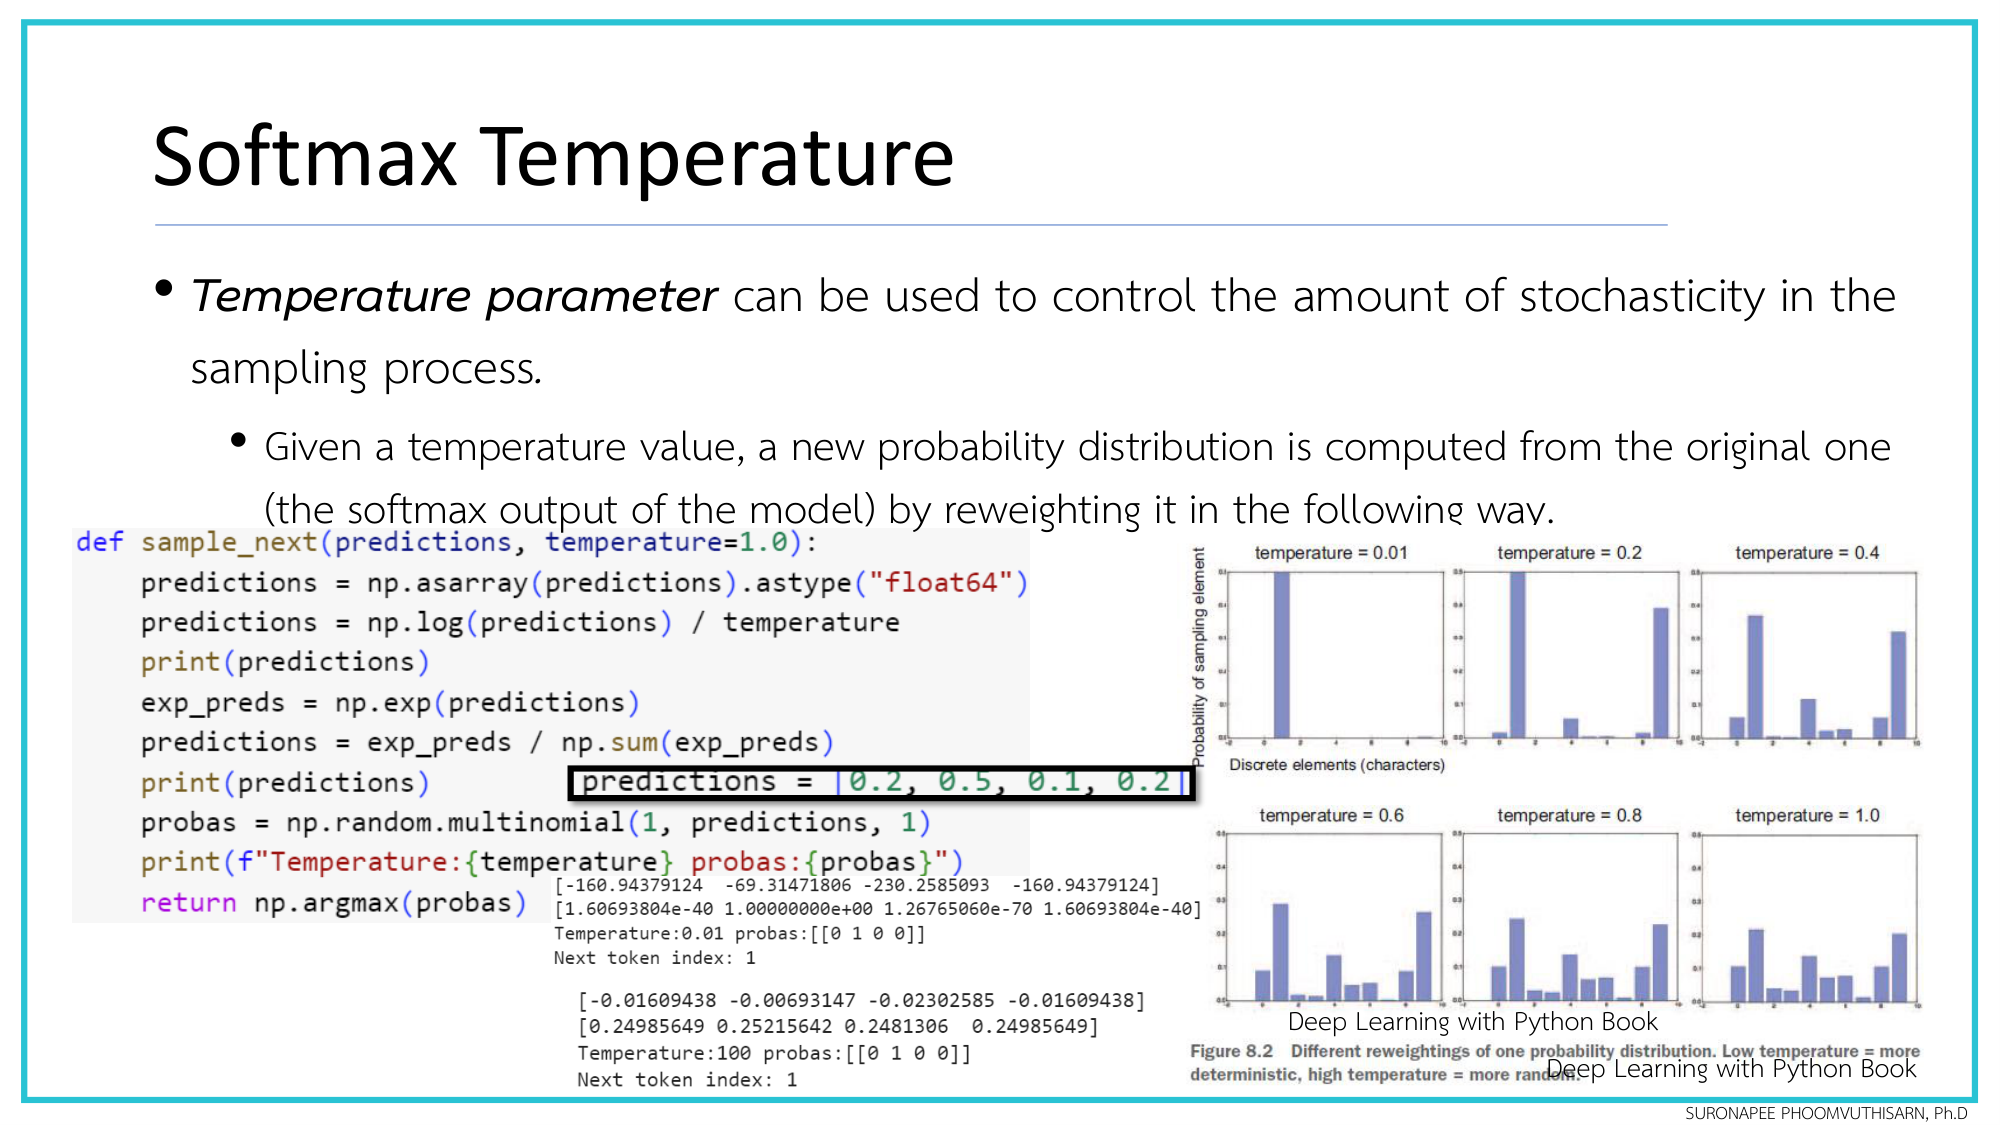 Softmax Temperature
• Temperature parameter can be used to control the amount of stochasticity in the
sampling process.
• Given a temperature value, a new probability distribution is computed from the original one
(the softmax output of the model) by reweighting it in the following way.
def sample_next(predictions, temperature=1.0):
    predictions = np.asarray(predictions).astype("float64")
    predictions = np.log(predictions) / temperature
    print(predictions)
    exp_preds = np.exp(predictions)
    predictions = exp_preds / np.sum(exp_preds)
    print(predictions)
    probas = np.random.multinomial(1, predictions, 1)
    print(f"Temperature:{temperature} probas:{probas}")
    return np.argmax(probas)
predictions = [0.2, 0.5, 0.1, 0.2]
[-160.94379124  -69.31471806 -230.2585093  -160.94379124]
[1.60693804e-40 1.00000000e+00 1.26765060e-70 1.60693804e-40]
Temperature:0.01 probas:[[0 1 0 0]]
Next token index: 1
[-0.01609438 -0.00693147 -0.02302585 -0.01609438]
[0.24985649 0.25215642 0.2481306  0.24985649]
Temperature:100 probas:[[0 1 0 0]]
Next token index: 1
temperature = 0.01
temperature = 0.2
temperature = 0.4
Probability of sampling element
Discrete elements (characters)
temperature = 0.6
temperature = 0.8
temperature = 1.0
Deep Learning with Python Book
Figure 8.2 Different reweightings of one probability distribution. Low temperature = more
deterministic, high temperature = more random.
Deep Learning with Python Book
SURONAPEE PHOOMVUTHISARN, Ph.D